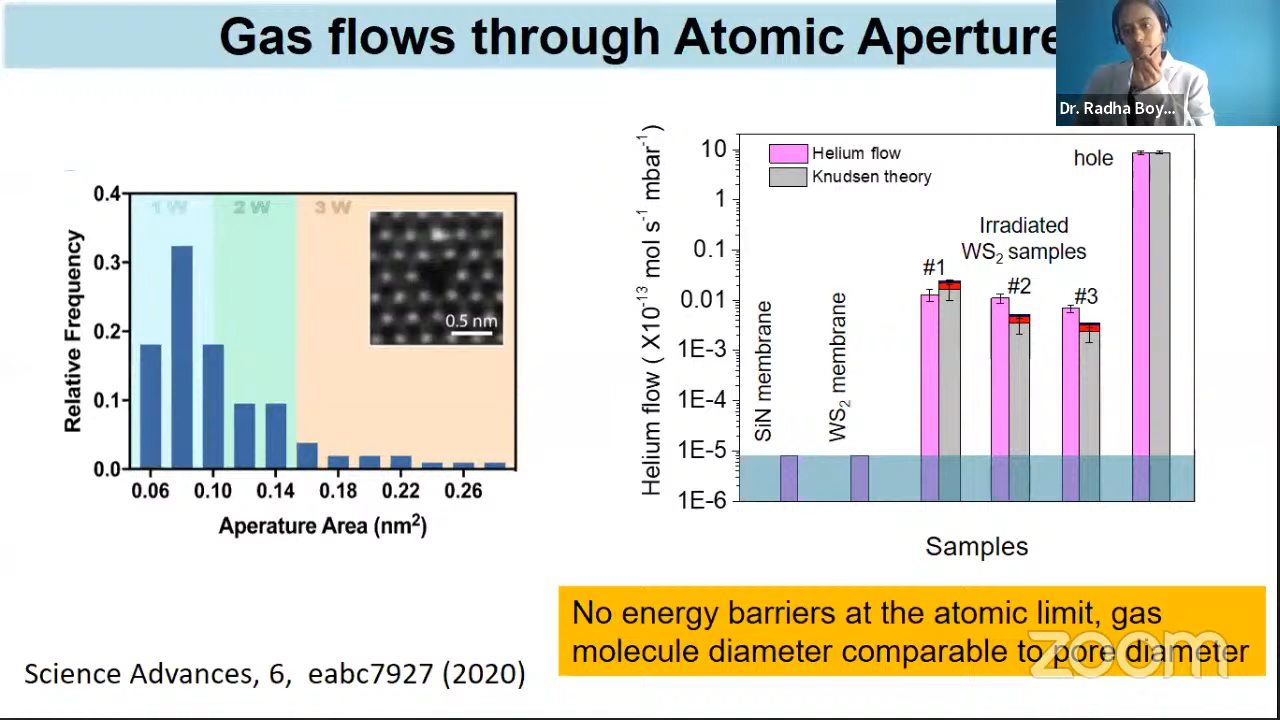 Gas flows through Atomic Aperture
Dr. Radha Boy...
0.4
0.3
0.2
0.1
0.0
Relative Frequency
1 W 2 W 3 W
0.5 nm
0.06 0.10 0.14 0.18 0.22 0.26
Aperature Area (nm²)
Helium flow ( X10⁻¹³ mol s⁻¹ mbar⁻¹)
10
1
0.1
0.01
1E-3
1E-4
1E-5
1E-6
Helium flow
Knudsen theory
hole
Irradiated
WS₂ samples
#1
#2
#3
SiN membrane
WS₂ membrane
Samples
No energy barriers at the atomic limit, gas
molecule diameter comparable to pore diameter
zoom
Science Advances, 6, eabc7927 (2020)